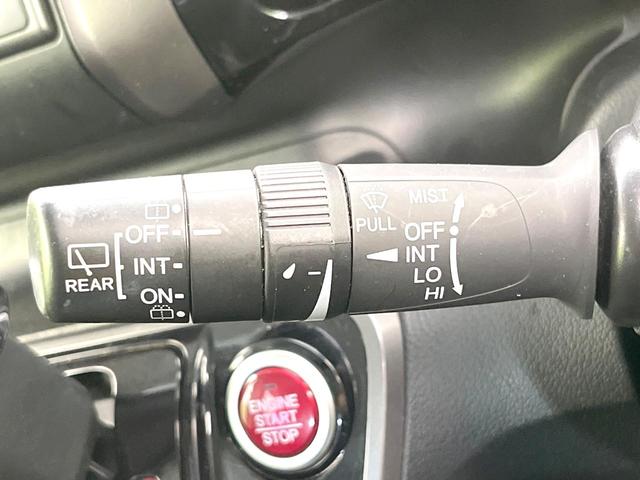 REAR
OFF
INT
ON
PULL
MIST
OFF
INT
LO
HI
ENGINE
START
STOP